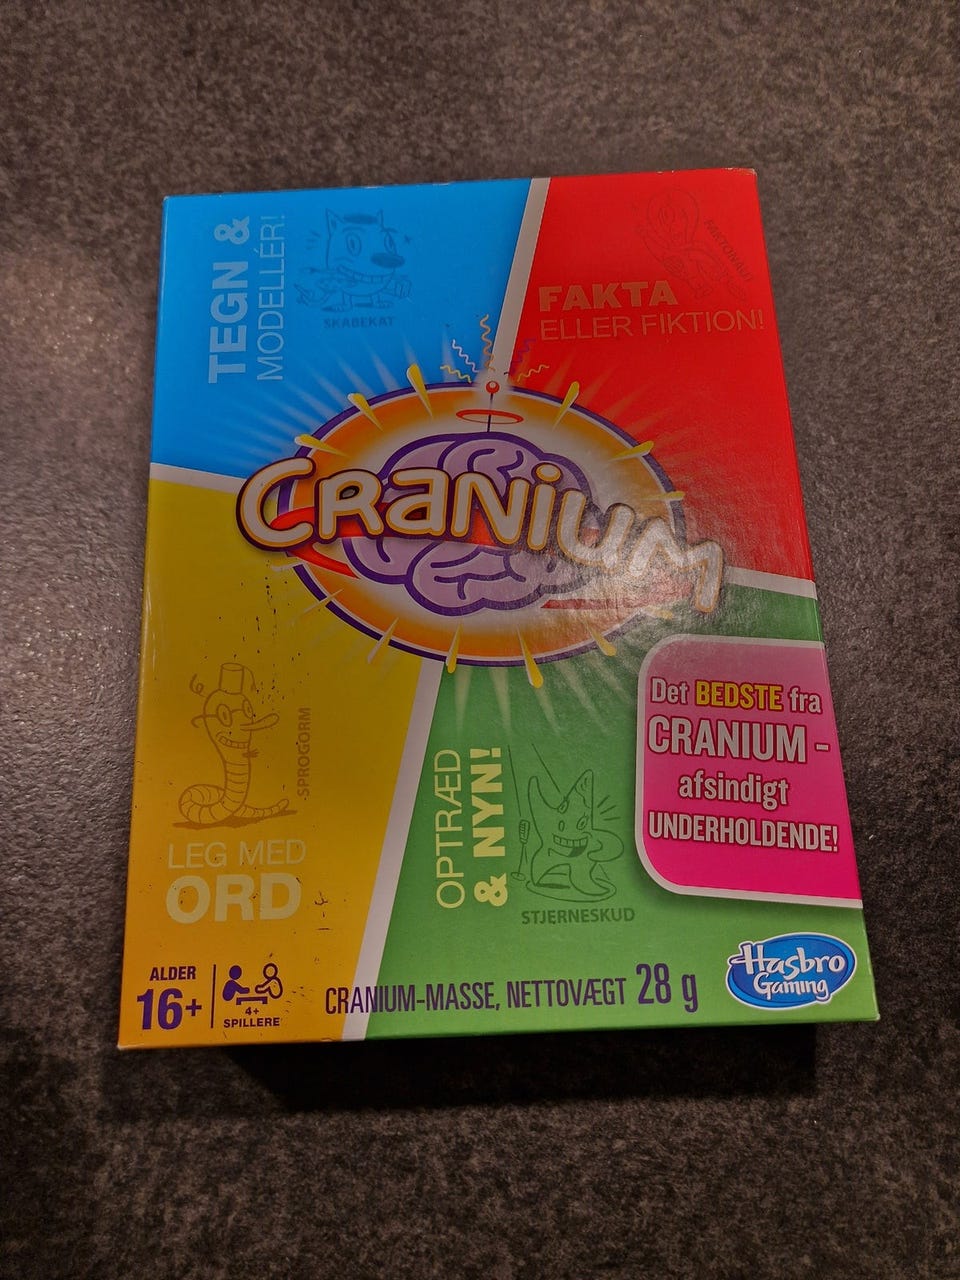 TEGN &
MODELLÉR!
SKABEKAT
FAKTA
ELLER FIKTION!
FAKTONAUT
CRANIUM
SPROGORM
LEG MED
ORD
OPTRÆD
& NYN!
STJERNESKUD
Det BEDSTE fra
CRANIUM -
afsindigt
UNDERHOLDENDE!
ALDER
16+
4+
SPILLERE
CRANIUM-MASSE, NETTOVÆGT 28 g
Hasbro
Gaming